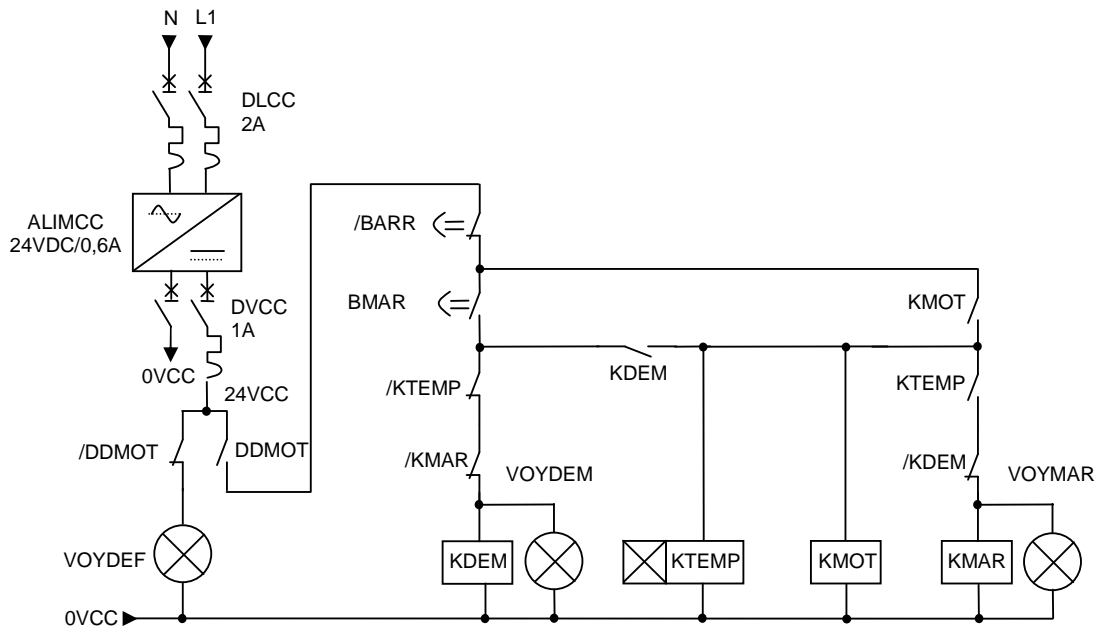 N L1
DLCC
2A
ALIMCC
24VDC/0,6A
/BARR
DVCC
1A
BMAR
KMOT
0VCC
24VCC
KDEM
/KTEMP
KTEMP
/DDMOT
DDMOT
/KMAR
VOYDEM
/KDEM
VOYMAR
VOYDEF
KDEM
KTEMP
KMOT
KMAR
0VCC